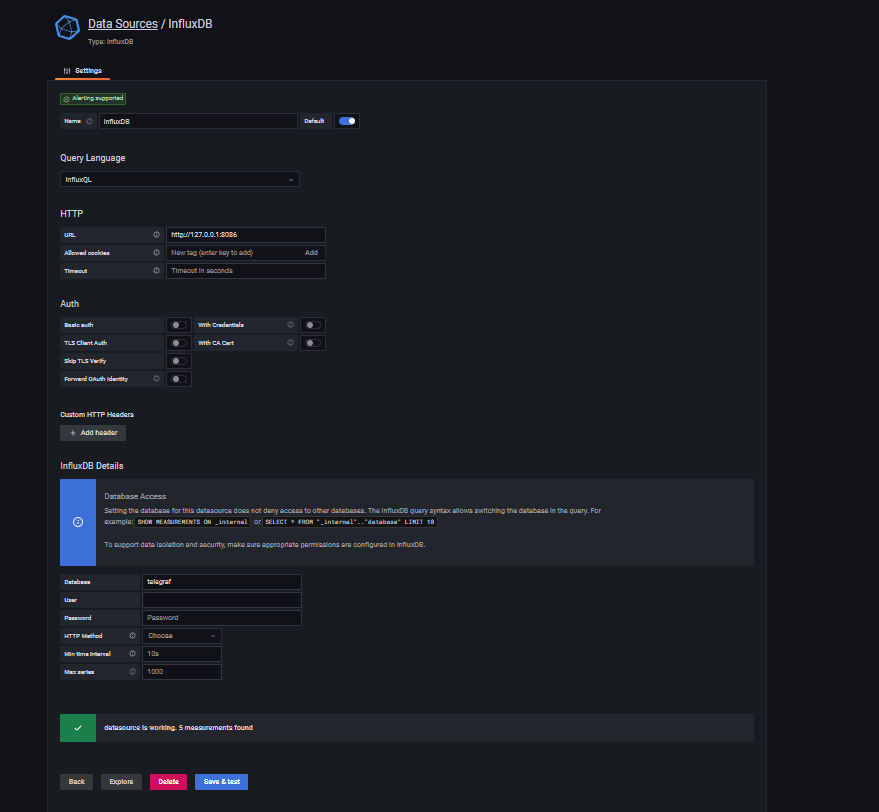 Data Sources / InfluxDB
Type: InfluxDB
Settings
Alerting supported
Name InfluxDB Default
Query Language
InfluxQL
HTTP
URL http://127.0.0.1:8086
Allowed cookies New tag (enter key to add) Add
Timeout Timeout in seconds
Auth
Basic auth With Credentials
TLS Client Auth With CA Cert
Skip TLS Verify
Forward OAuth Identity
Custom HTTP Headers
+ Add header
InfluxDB Details
Database Access
Setting the database for this datasource does not deny access to other databases. The InfluxDB query syntax allows switching the database in the query. For
example: SHOW MEASUREMENTS ON _internal or SELECT * FROM "_internal".."database" LIMIT 10
To support data isolation and security, make sure appropriate permissions are configured in InfluxDB.
Database telegraf
User
Password Password
HTTP Method Choose
Min time interval 10s
Max series 1000
datasource is working. 5 measurements found
Back Explore Delete Save & test